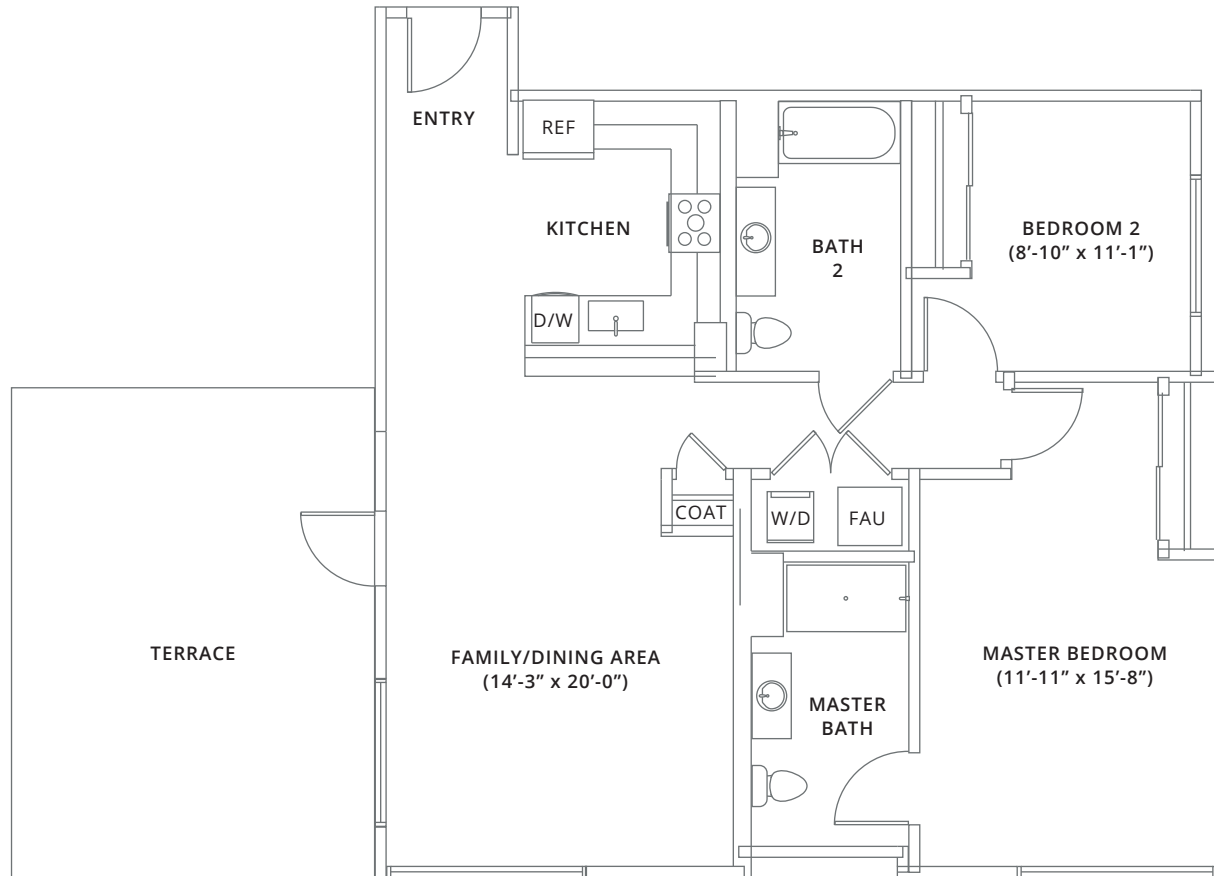 ENTRY
REF
KITCHEN
BATH
2
BEDROOM 2
(8’-10” x 11’-1”)
D/W
COAT
W/D
FAU
TERRACE
FAMILY/DINING AREA
(14’-3” x 20’-0”)
MASTER BEDROOM
(11’-11” x 15’-8”)
MASTER
BATH